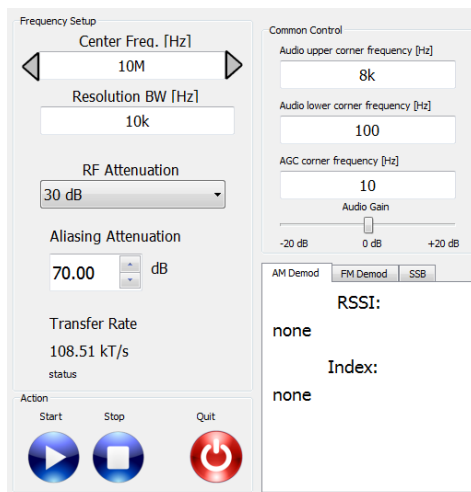 Frequency Setup
Center Freq. [Hz]
10M
Resolution BW [Hz]
10k
RF Attenuation
30 dB
Aliasing Attenuation
70.00 dB
Transfer Rate
108.51 kT/s
status
Action
Start Stop Quit
Common Control
Audio upper corner frequency [Hz]
8k
Audio lower corner frequency [Hz]
100
AGC corner frequency [Hz]
10
Audio Gain
-20 dB 0 dB +20 dB
AM Demod FM Demod SSB
RSSI:
none
Index:
none